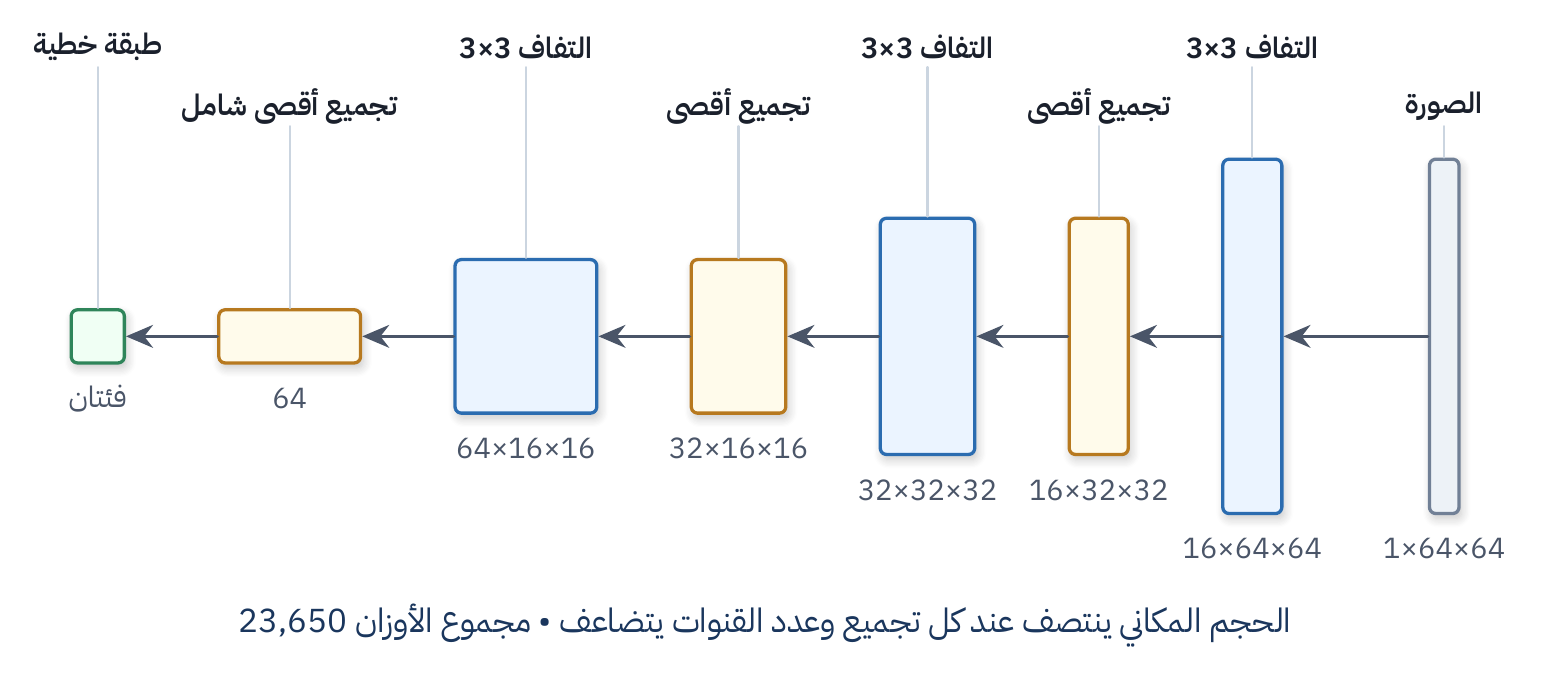 الصورة
1×64×64
التفاف 3×3
16×64×64
تجميع أقصى
16×32×32
التفاف 3×3
32×32×32
تجميع أقصى
32×16×16
التفاف 3×3
64×16×16
تجميع أقصى شامل
64
طبقة خطية
فئتان
الحجم المكاني ينتصف عند كل تجميع وعدد القنوات يتضاعف • مجموع الأوزان 23,650